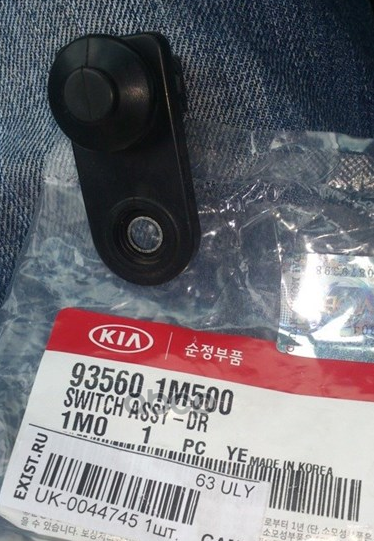 KIA 순정부품
93560 1M500
SWITCH ASSY-DR
1M0 1 PC YE
MADE IN KOREA
63 ULY
EXIST.RU
UK-0044745 1шт.